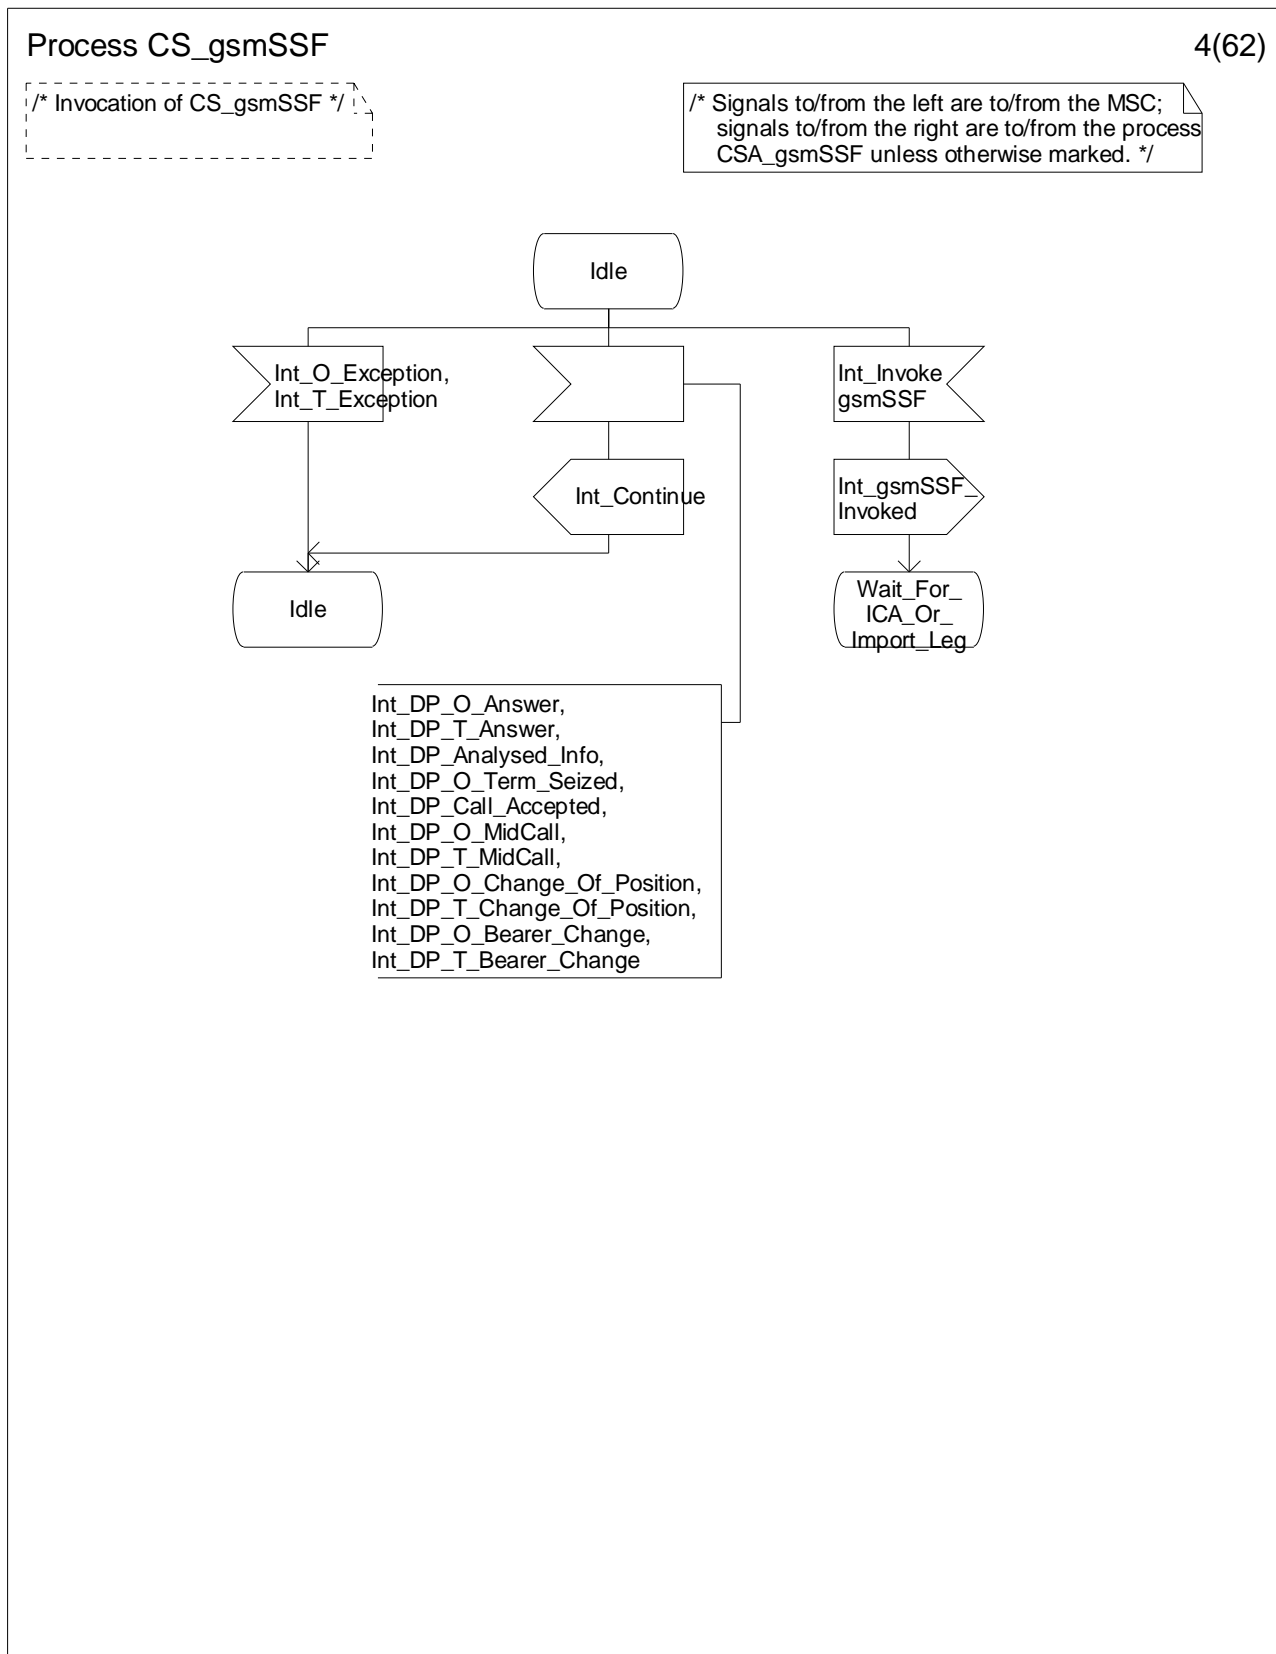 Process CS_gsmSSF
4(62)
/* Invocation of CS_gsmSSF */
/* Signals to/from the left are to/from the MSC;
signals to/from the right are to/from the process
CSA_gsmSSF unless otherwise marked. */
Idle
Int_O_Exception,
Int_T_Exception
Int_Invoke
gsmSSF
Int_Continue
Int_gsmSSF_
Invoked
Idle
Wait_For_
ICA_Or_
Import_Leg
Int_DP_O_Answer,
Int_DP_T_Answer,
Int_DP_Analysed_Info,
Int_DP_O_Term_Seized,
Int_DP_Call_Accepted,
Int_DP_O_MidCall,
Int_DP_T_MidCall,
Int_DP_O_Change_Of_Position,
Int_DP_T_Change_Of_Position,
Int_DP_O_Bearer_Change,
Int_DP_T_Bearer_Change